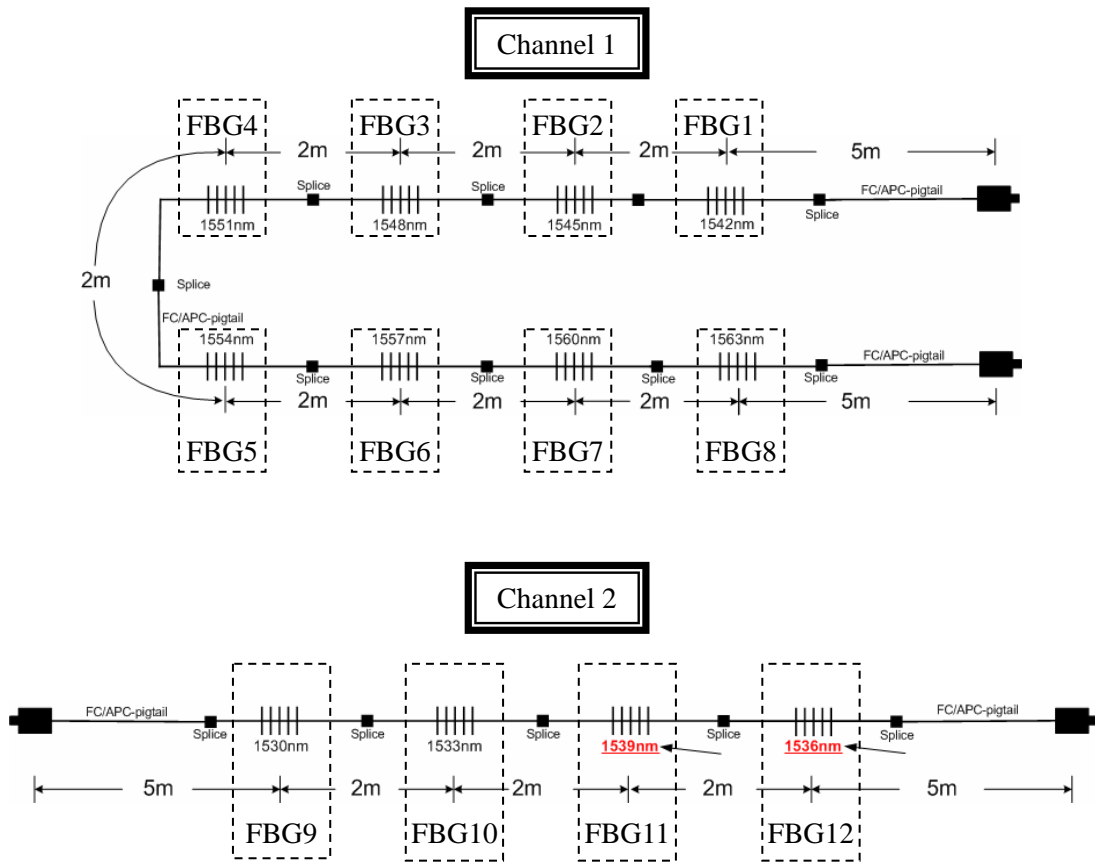 Channel 1
FBG4 FBG3 FBG2 FBG1
2m 2m 2m 5m
Splice Splice FC/APC-pigtail
1551nm 1548nm 1545nm 1542nm Splice
2m Splice
FC/APC-pigtail
1554nm 1557nm 1560nm 1563nm FC/APC-pigtail
Splice Splice Splice Splice
2m 2m 2m 5m
FBG5 FBG6 FBG7 FBG8
Channel 2
FC/APC-pigtail FC/APC-pigtail
Splice Splice Splice Splice Splice
1530nm 1533nm 1539nm 1536nm
5m 2m 2m 2m 5m
FBG9 FBG10 FBG11 FBG12